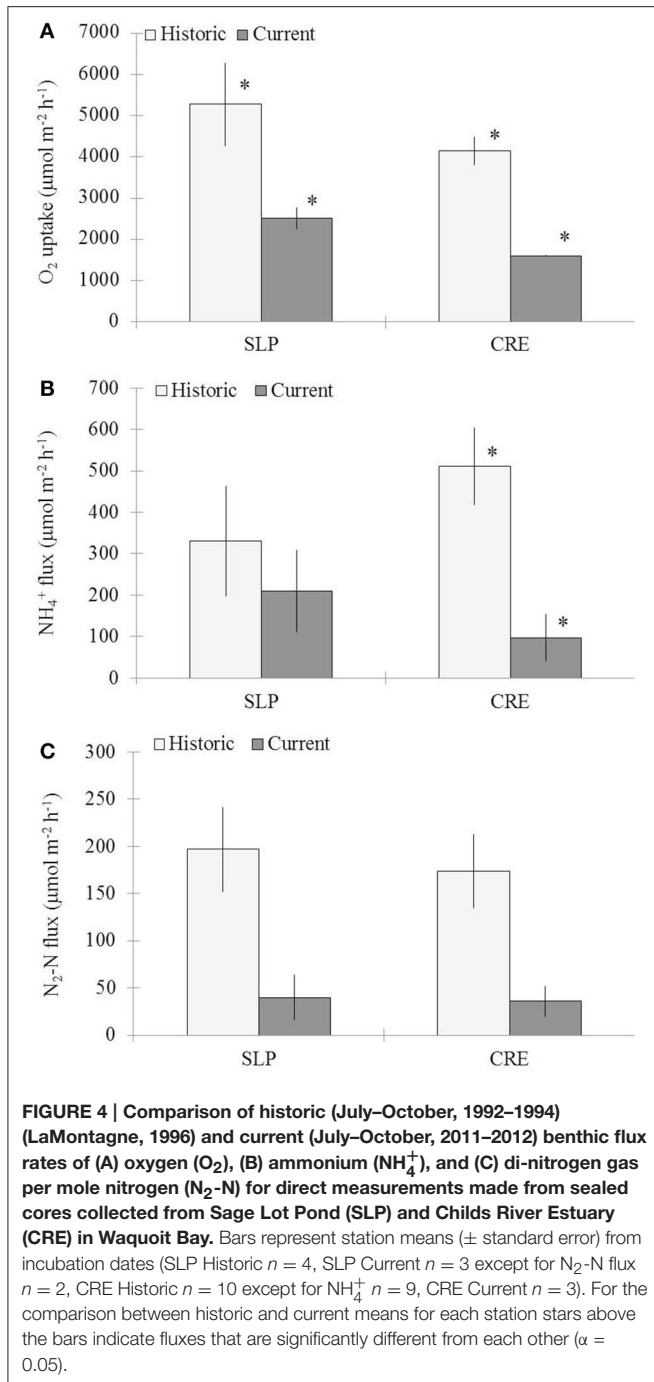 A
Historic Current
7000
6000
5000
4000
3000
2000
1000
0
O₂ uptake (µmol m⁻² h⁻¹)
* * * *
SLP CRE
B
Historic Current
700
600
500
400
300
200
100
0
NH₄⁺ flux (µmol m⁻² h⁻¹)
* *
SLP CRE
C
Historic Current
300
250
200
150
100
50
0
N₂-N flux (µmol m⁻² h⁻¹)
SLP CRE
FIGURE 4 | Comparison of historic (July–October, 1992–1994)
(LaMontagne, 1996) and current (July–October, 2011–2012) benthic flux
rates of (A) oxygen (O₂), (B) ammonium (NH₄⁺), and (C) di-nitrogen gas
per mole nitrogen (N₂-N) for direct measurements made from sealed
cores collected from Sage Lot Pond (SLP) and Childs River Estuary
(CRE) in Waquoit Bay. Bars represent station means (± standard error) from
incubation dates (SLP Historic n = 4, SLP Current n = 3 except for N₂-N flux
n = 2, CRE Historic n = 10 except for NH₄⁺ n = 9, CRE Current n = 3). For the
comparison between historic and current means for each station stars above
the bars indicate fluxes that are significantly different from each other (α =
0.05).